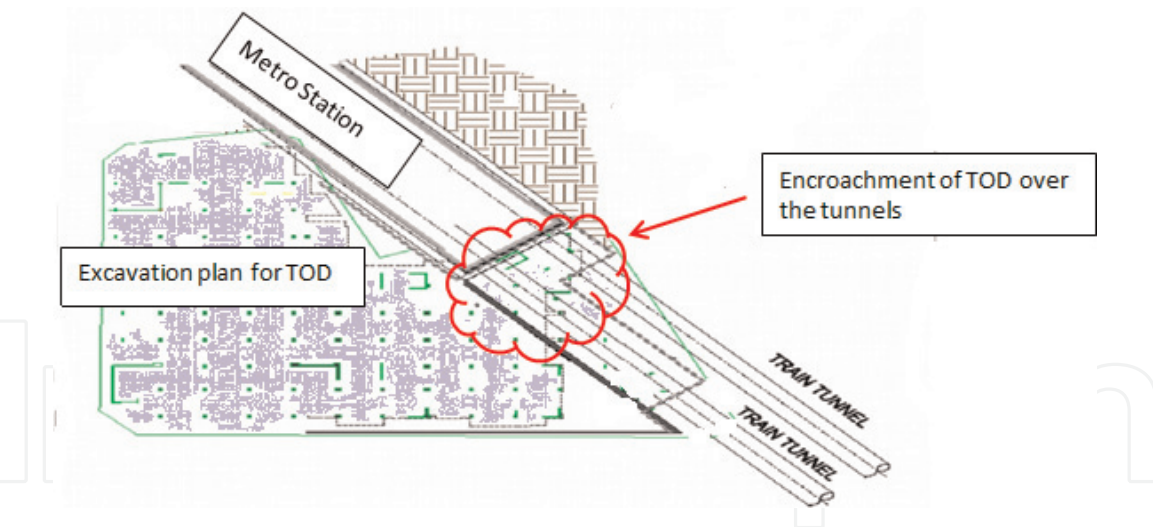 Metro Station
Encroachment of TOD over
the tunnels
Excavation plan for TOD
TRAIN TUNNEL
TRAIN TUNNEL